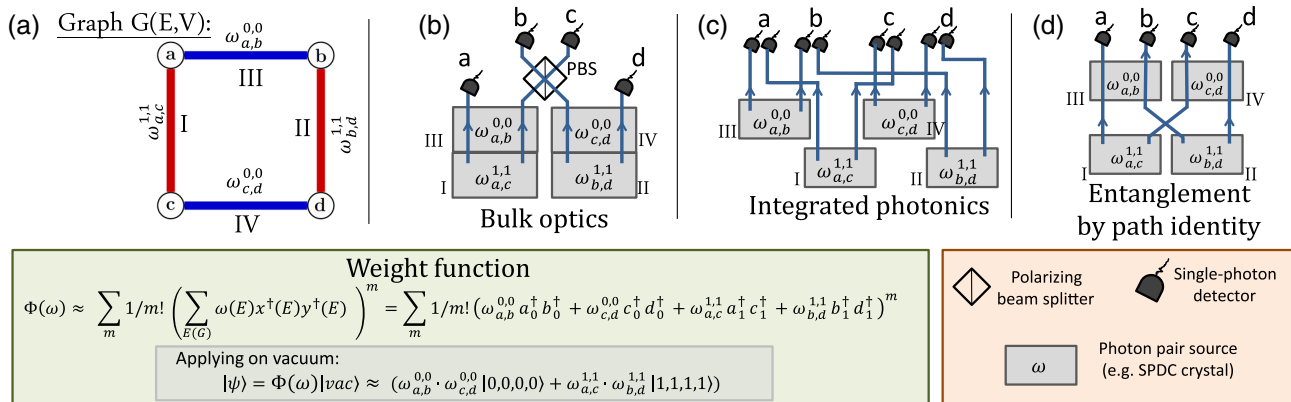 (a) Graph G(E,V):
ω_{a,b}^{0,0}
a b
III
ω_{a,c}^{1,1} I II ω_{b,d}^{1,1}
ω_{c,d}^{0,0}
c d
IV
(b)
b c
a PBS d
III ω_{a,b}^{0,0} ω_{c,d}^{0,0} IV
I ω_{a,c}^{1,1} ω_{b,d}^{1,1} II
Bulk optics
(c)
a b c d
III ω_{a,b}^{0,0} ω_{c,d}^{0,0} IV
I ω_{a,c}^{1,1} II ω_{b,d}^{1,1}
Integrated photonics
(d)
a b c d
III ω_{a,b}^{0,0} ω_{c,d}^{0,0} IV
I ω_{a,c}^{1,1} ω_{b,d}^{1,1} II
Entanglement
by path identity
Weight function
Φ(ω) ≈ ∑_m 1/m! (∑_{E(G)} ω(E)x†(E)y†(E))^m = ∑_m 1/m! (ω_{a,b}^{0,0} a_0^† b_0^† + ω_{c,d}^{0,0} c_0^† d_0^† + ω_{a,c}^{1,1} a_1^† c_1^† + ω_{b,d}^{1,1} b_1^† d_1^†)^m
Applying on vacuum:
|ψ⟩ = Φ(ω)|vac⟩ ≈ (ω_{a,b}^{0,0} · ω_{c,d}^{0,0} |0,0,0,0⟩ + ω_{a,c}^{1,1} · ω_{b,d}^{1,1} |1,1,1,1⟩)
Polarizing
beam splitter
Single-photon
detector
ω
Photon pair source
(e.g. SPDC crystal)